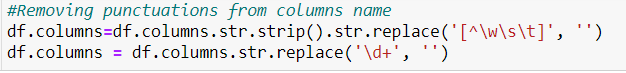 #Removing punctuations from columns name
df.columns=df.columns.str.strip().str.replace('[^\w\s\t]', '')
df.columns = df.columns.str.replace('\d+', '')